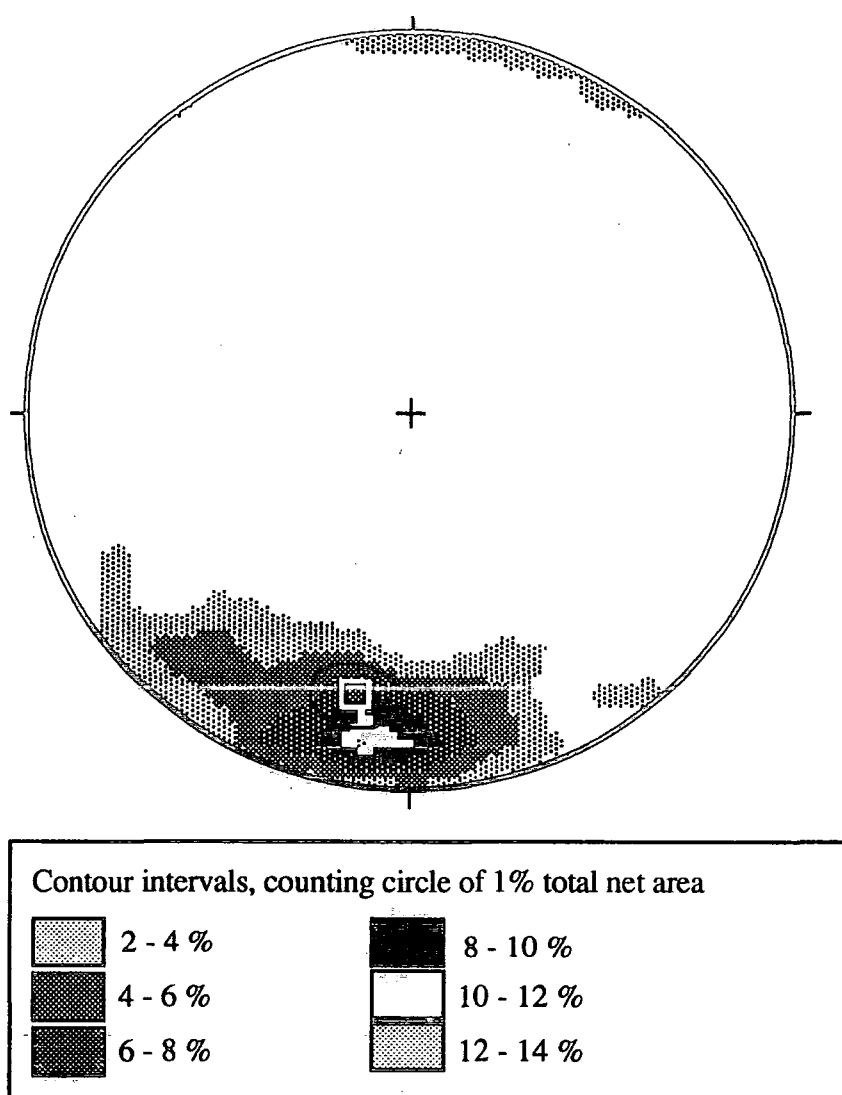 Contour intervals, counting circle of 1% total net area
2 - 4 %
4 - 6 %
6 - 8 %
8 - 10 %
10 - 12 %
12 - 14 %